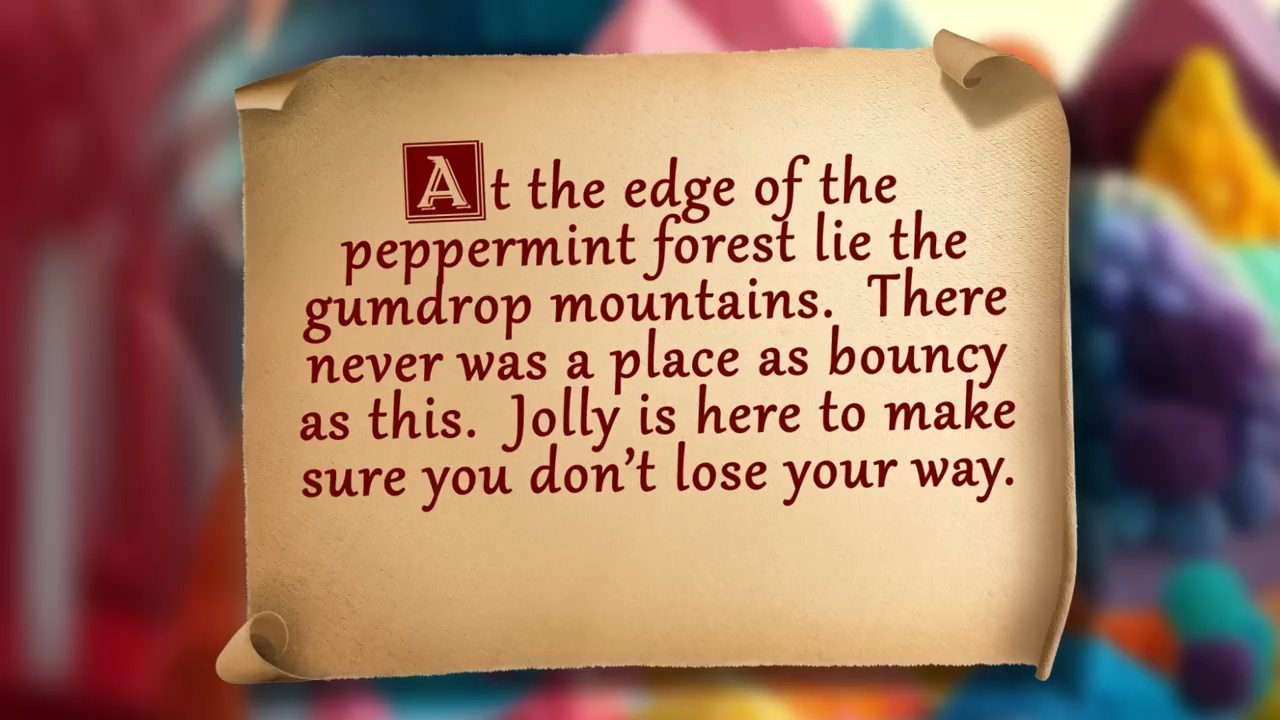 At the edge of the
peppermint forest lie the
gumdrop mountains.  There
never was a place as bouncy
as this.  Jolly is here to make
sure you don’t lose your way.